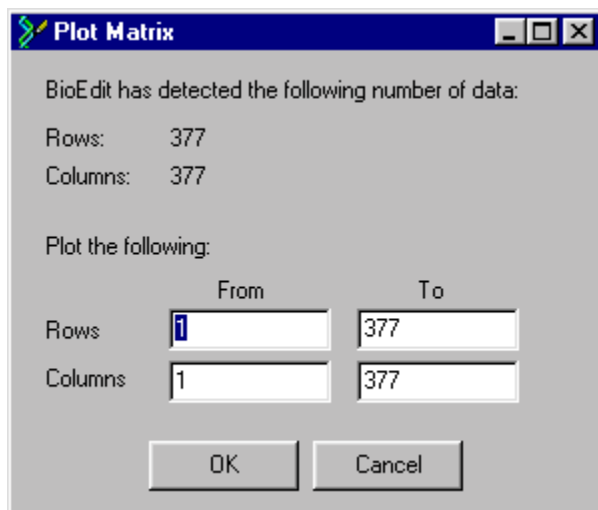 Plot Matrix
BioEdit has detected the following number of data:
Rows: 377
Columns: 377
Plot the following:
From To
Rows 1 377
Columns 1 377
OK Cancel